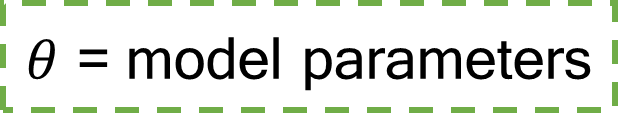 θ = model parameters